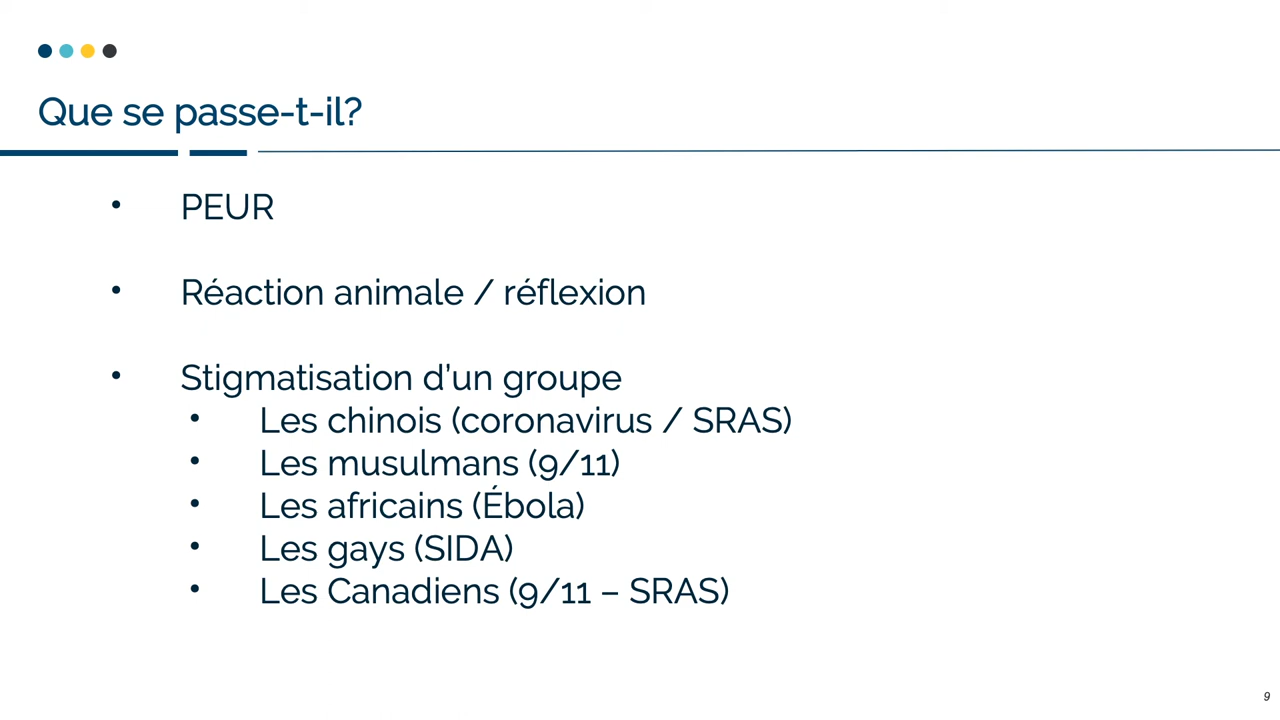 Que se passe-t-il?
• PEUR
• Réaction animale / réflexion
• Stigmatisation d’un groupe
• Les chinois (coronavirus / SRAS)
• Les musulmans (9/11)
• Les africains (Ébola)
• Les gays (SIDA)
• Les Canadiens (9/11 – SRAS)
9